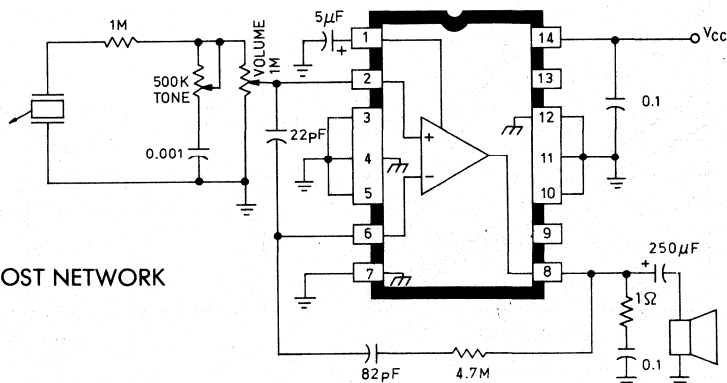 1M
5µF
+
1
14
VCC
500K
TONE
VOLUME
1M
2
13
0.001
22pF
3
4
5
12
11
10
0.1
+
−
6
9
7
8
OST NETWORK
250µF
+
1Ω
0.1
82pF
4.7M